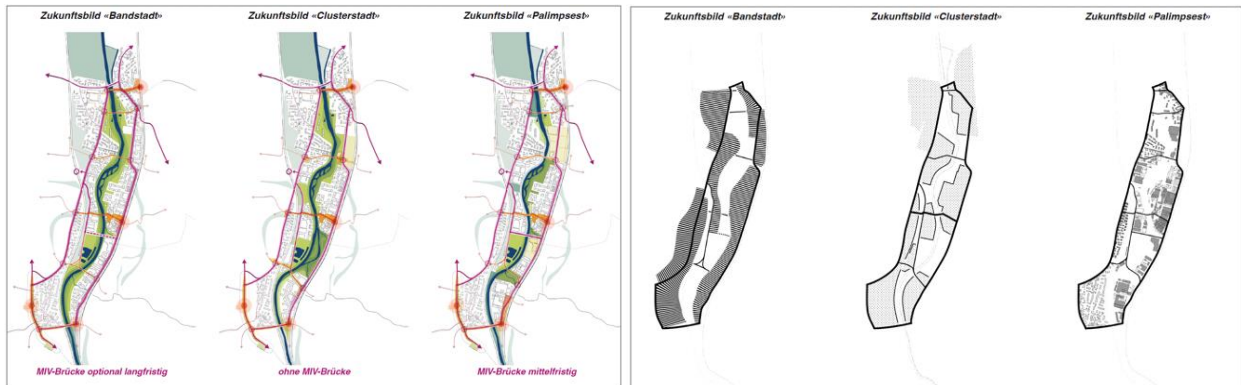 Zukunftsbild «Bandstadt»
Zukunftsbild «Clusterstadt»
Zukunftsbild «Palimpsest»
MIV-Brücke optional langfristig
ohne MIV-Brücke
MIV-Brücke mittelfristig
Zukunftsbild «Bandstadt»
Zukunftsbild «Clusterstadt»
Zukunftsbild «Palimpsest»